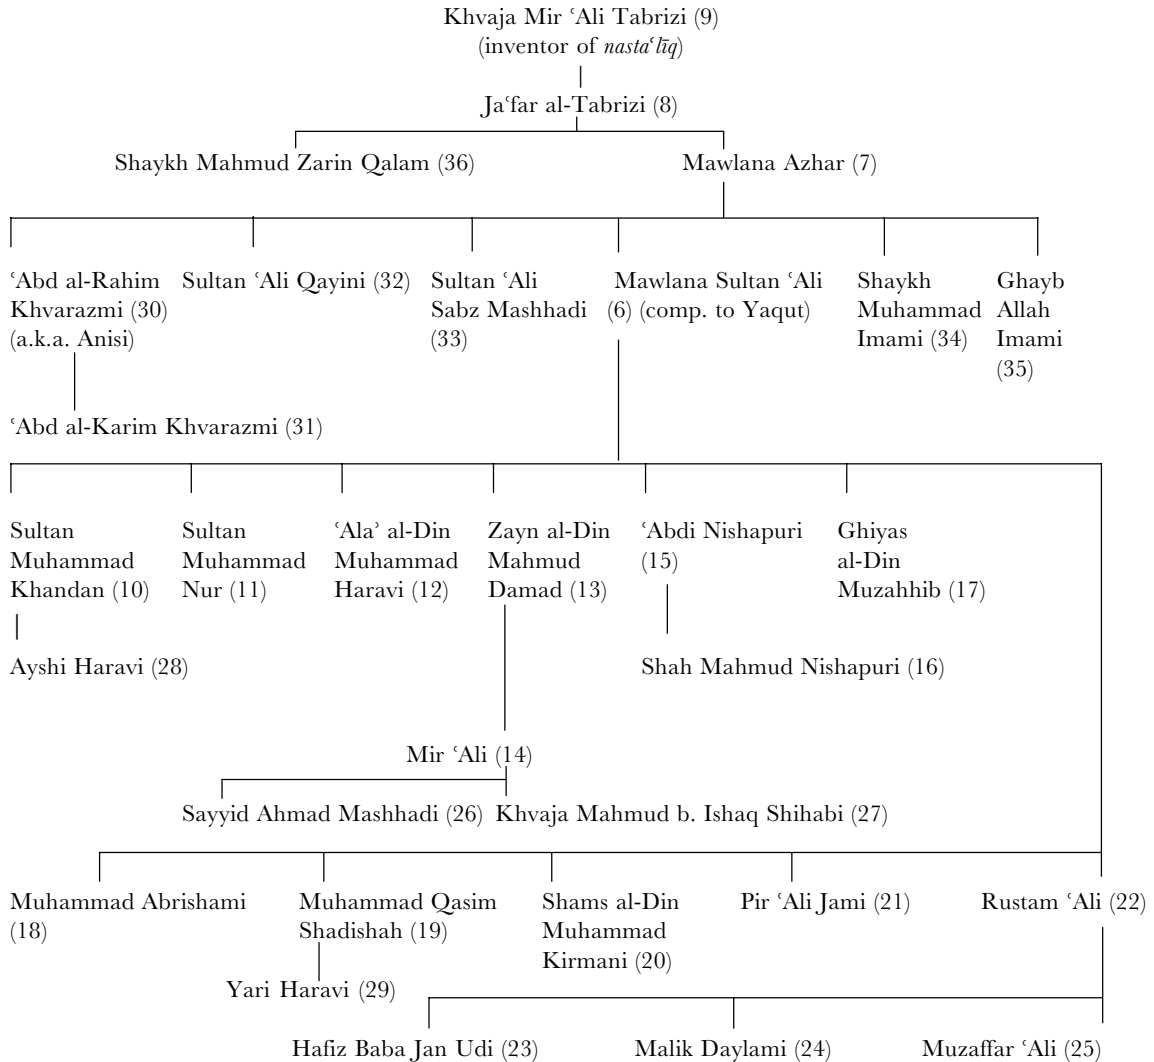 Khvaja Mir ʿAli Tabrizi (9)
(inventor of nastaʿlīq)
Jaʿfar al-Tabrizi (8)
Shaykh Mahmud Zarin Qalam (36)
Mawlana Azhar (7)
ʿAbd al-Rahim
Khvarazmi (30)
(a.k.a. Anisi)
Sultan ʿAli Qayini (32)
Sultan ʿAli
Sabz Mashhadi
(33)
Mawlana Sultan ʿAli
(6) (comp. to Yaqut)
Shaykh
Muhammad
Imami (34)
Ghayb
Allah
Imami
(35)
ʿAbd al-Karim Khvarazmi (31)
Sultan
Muhammad
Khandan (10)
Sultan
Muhammad
Nur (11)
ʿAlaʾ al-Din
Muhammad
Haravi (12)
Zayn al-Din
Mahmud
Damad (13)
ʿAbdi Nishapuri
(15)
Ghiyas
al-Din
Muzahhib (17)
Ayshi Haravi (28)
Shah Mahmud Nishapuri (16)
Mir ʿAli (14)
Sayyid Ahmad Mashhadi (26)
Khvaja Mahmud b. Ishaq Shihabi (27)
Muhammad Abrishami
(18)
Muhammad Qasim
Shadishah (19)
Shams al-Din
Muhammad
Kirmani (20)
Pir ʿAli Jami (21)
Rustam ʿAli (22)
Yari Haravi (29)
Hafiz Baba Jan Udi (23)
Malik Daylami (24)
Muzaffar ʿAli (25)